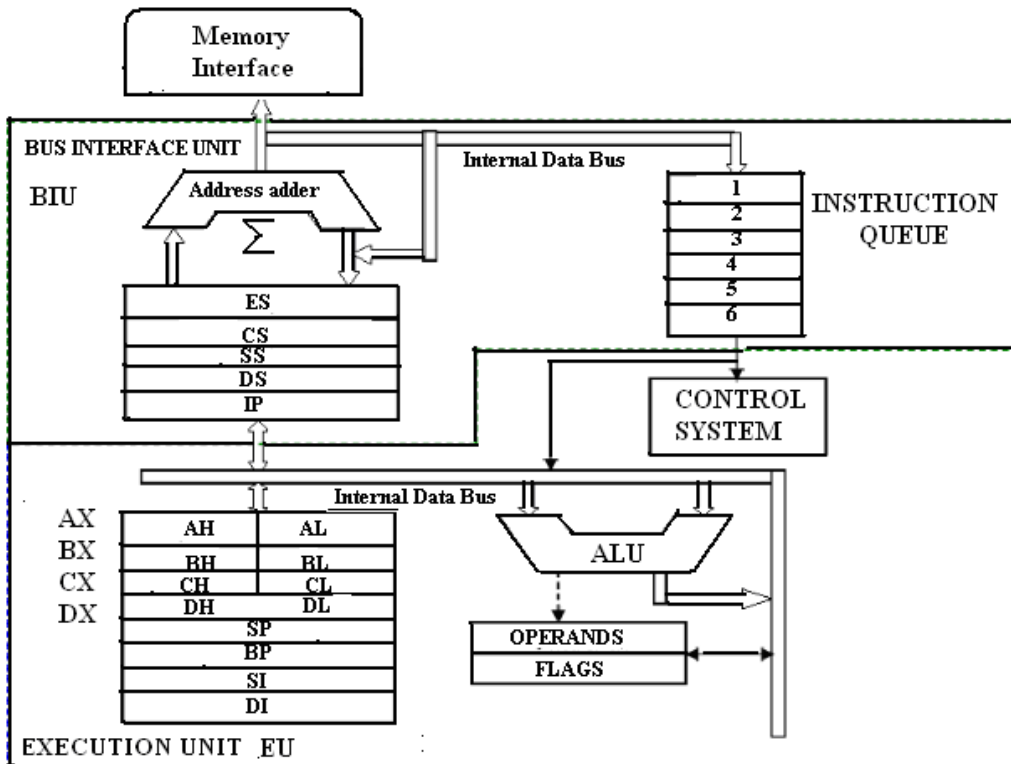 Memory
Interface
BUS INTERFACE UNIT
BIU
Internal Data Bus
Address adder
Σ
1
2
3
4
5
6
INSTRUCTION
QUEUE
ES
CS
SS
DS
IP
CONTROL
SYSTEM
Internal Data Bus
AX
BX
CX
DX
AH AL
BH BL
CH CL
DH DL
SP
BP
SI
DI
ALU
OPERANDS
FLAGS
EXECUTION UNIT EU